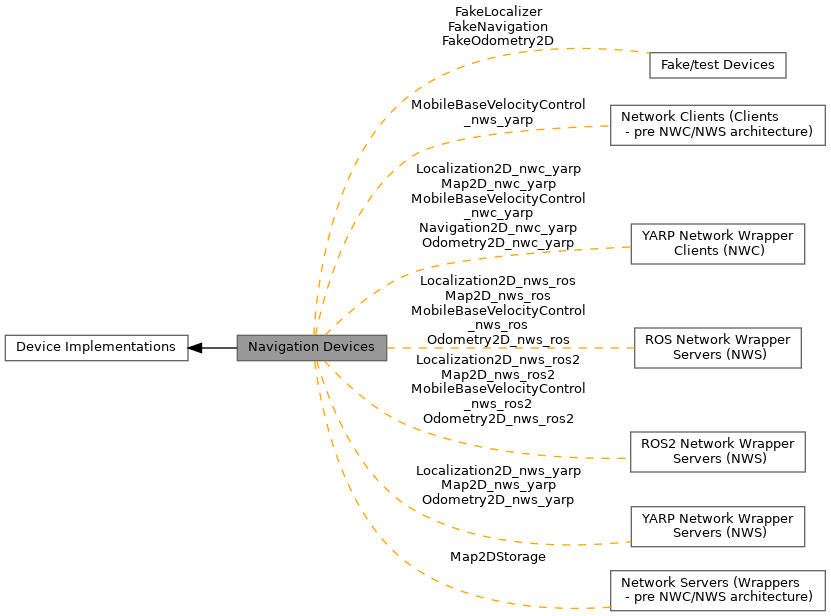 FakeLocalizer
FakeNavigation
FakeOdometry2D
Fake/test Devices
MobileBaseVelocityControl
_nws_yarp
Network Clients (Clients
- pre NWC/NWS architecture)
Localization2D_nwc_yarp
Map2D_nwc_yarp
MobileBaseVelocityControl
_nwc_yarp
Navigation2D_nwc_yarp
Odometry2D_nwc_yarp
YARP Network Wrapper
Clients (NWC)
Localization2D_nws_ros
Map2D_nws_ros
MobileBaseVelocityControl
_nws_ros
Odometry2D_nws_ros
ROS Network Wrapper
Servers (NWS)
Device Implementations
Navigation Devices
Localization2D_nws_ros2
Map2D_nws_ros2
MobileBaseVelocityControl
_nws_ros2
Odometry2D_nws_ros2
ROS2 Network Wrapper
Servers (NWS)
Localization2D_nws_yarp
Map2D_nws_yarp
Odometry2D_nws_yarp
YARP Network Wrapper
Servers (NWS)
Map2DStorage
Network Servers (Wrappers
- pre NWC/NWS architecture)